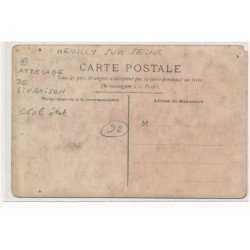 NEUILLY SUR SEINE
ATTELAGE
DE
LIVRAISON
CARTE POSTALE
Tous les pays étrangers n'acceptent pas la correspondance au recto.
(Se renseigner à la Poste).
Partie réservée à la correspondance
Adresse du destinataire
92
M